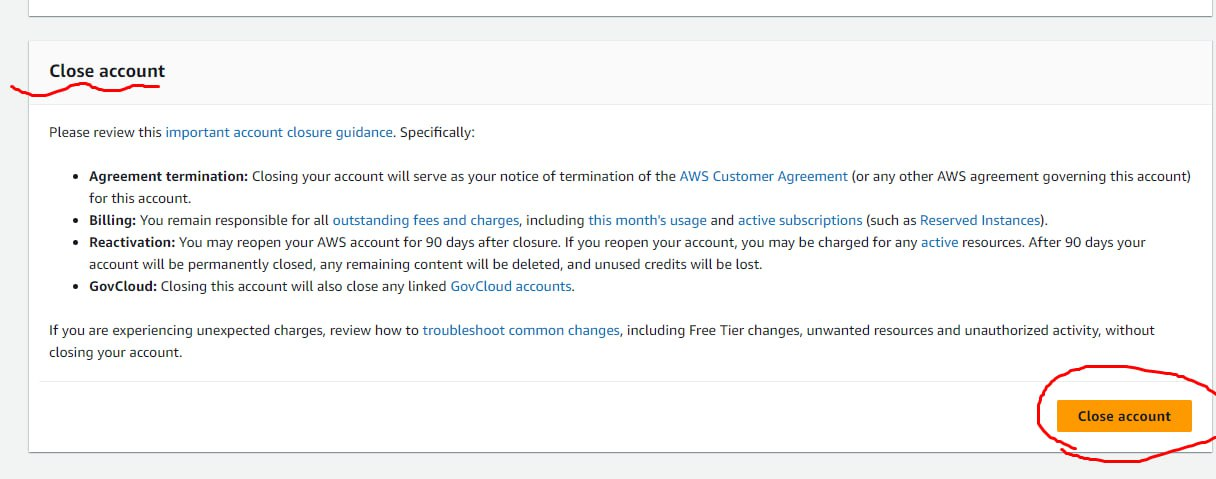 Close account
Please review this important account closure guidance. Specifically:
• Agreement termination: Closing your account will serve as your notice of termination of the AWS Customer Agreement (or any other AWS agreement governing this account)
for this account.
• Billing: You remain responsible for all outstanding fees and charges, including this month's usage and active subscriptions (such as Reserved Instances).
• Reactivation: You may reopen your AWS account for 90 days after closure. If you reopen your account, you may be charged for any active resources. After 90 days your
account will be permanently closed, any remaining content will be deleted, and unused credits will be lost.
• GovCloud: Closing this account will also close any linked GovCloud accounts.
If you are experiencing unexpected charges, review how to troubleshoot common changes, including Free Tier changes, unwanted resources and unauthorized activity, without
closing your account.
Close account